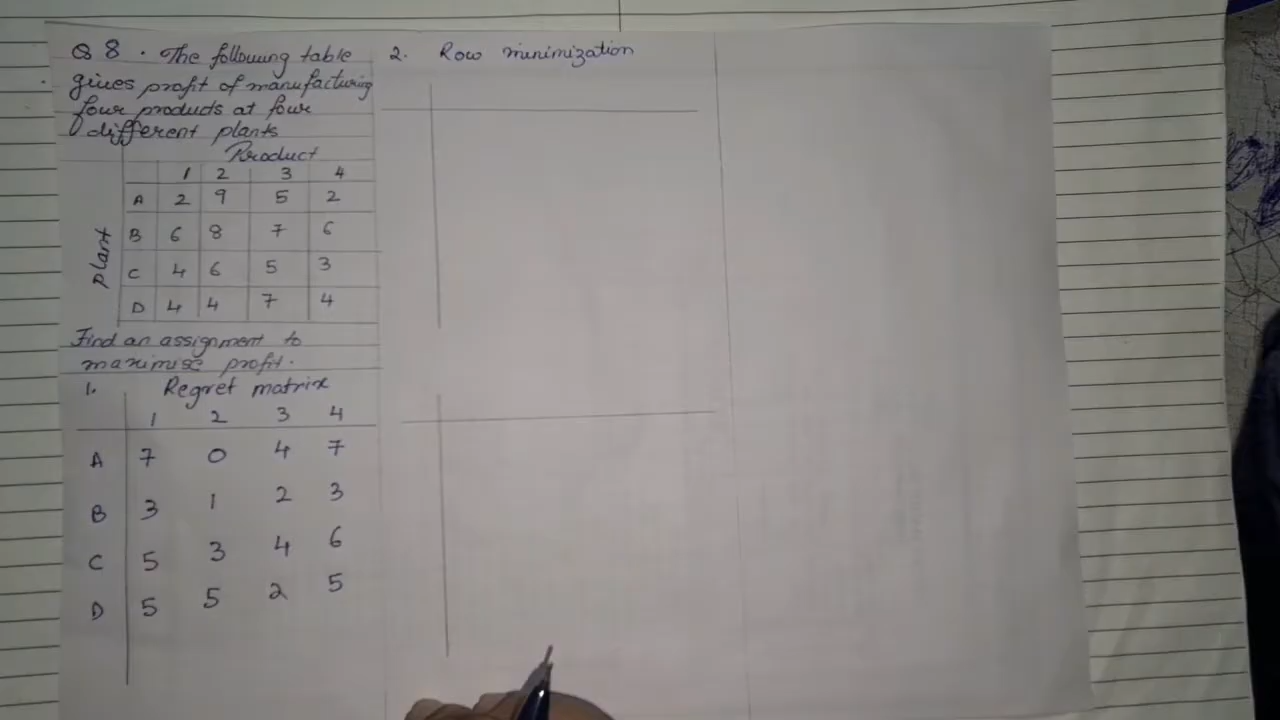 Q 8. The following table
gives profit of manufacturing
four products at four
different plants
Product
1 2 3 4
A 2 9 5 2
B 6 8 7 6
Plant
C 4 6 5 3
D 4 4 7 4
Find an assignment to
maximise profit.
1. Regret matrix
1 2 3 4
A 7 0 4 7
B 3 1 2 3
C 5 3 4 6
D 5 5 2 5
2. Row minimization